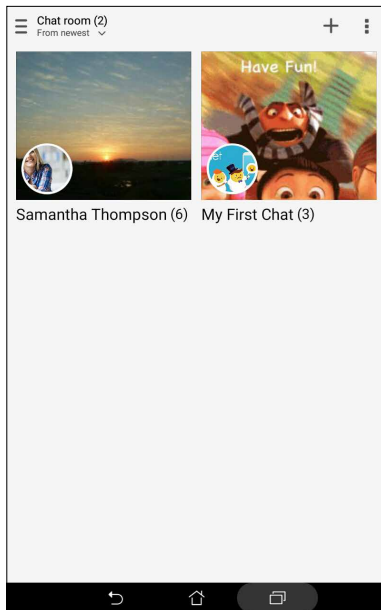 Chat room (2)
From newest
Have Fun!
Samantha Thompson (6)
My First Chat (3)